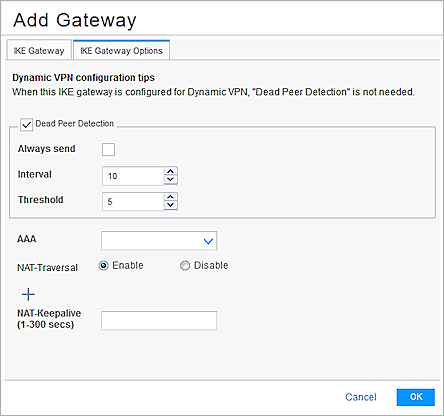 Add Gateway
IKE Gateway
IKE Gateway Options
Dynamic VPN configuration tips
When this IKE gateway is configured for Dynamic VPN, "Dead Peer Detection" is not needed.
Dead Peer Detection
Always send
Interval
10
Threshold
5
AAA
NAT-Traversal
Enable
Disable
NAT-Keepalive
(1-300 secs)
Cancel
OK